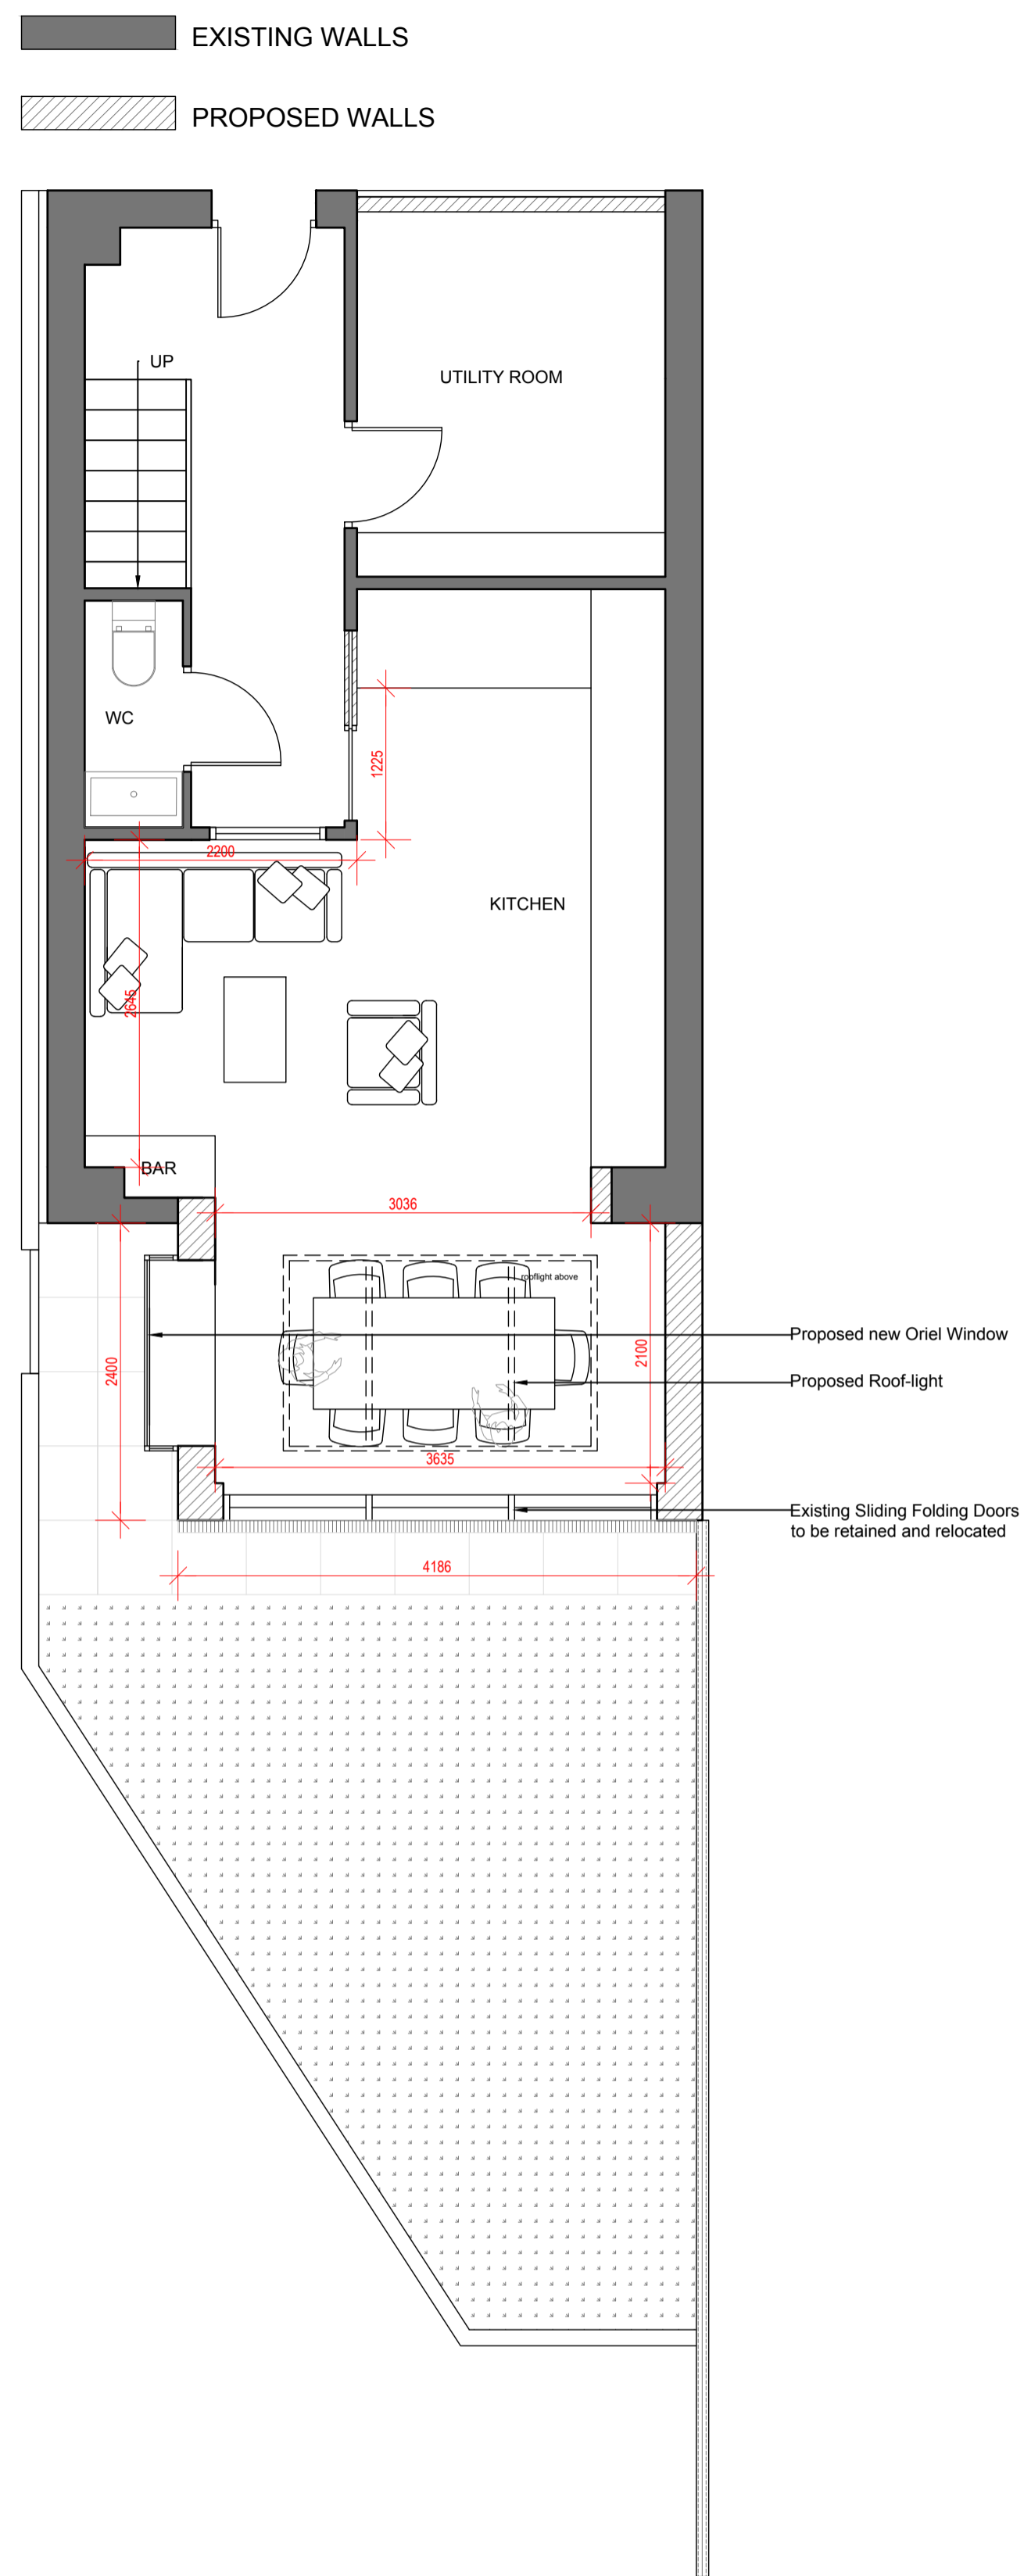 EXISTING WALLS
PROPOSED WALLS
UP
UTILITY ROOM
WC
1225
2200
KITCHEN
2645
BAR
3036
rooflight above
Proposed new Oriel Window
2400
2100
Proposed Roof-light
3635
Existing Sliding Folding Doors
to be retained and relocated
4186